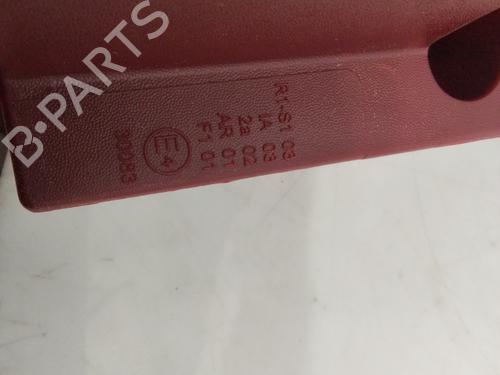 R1-S1 03
IA 03
2a 02
AR 01
F1 01
E4
30083
B-PARTS